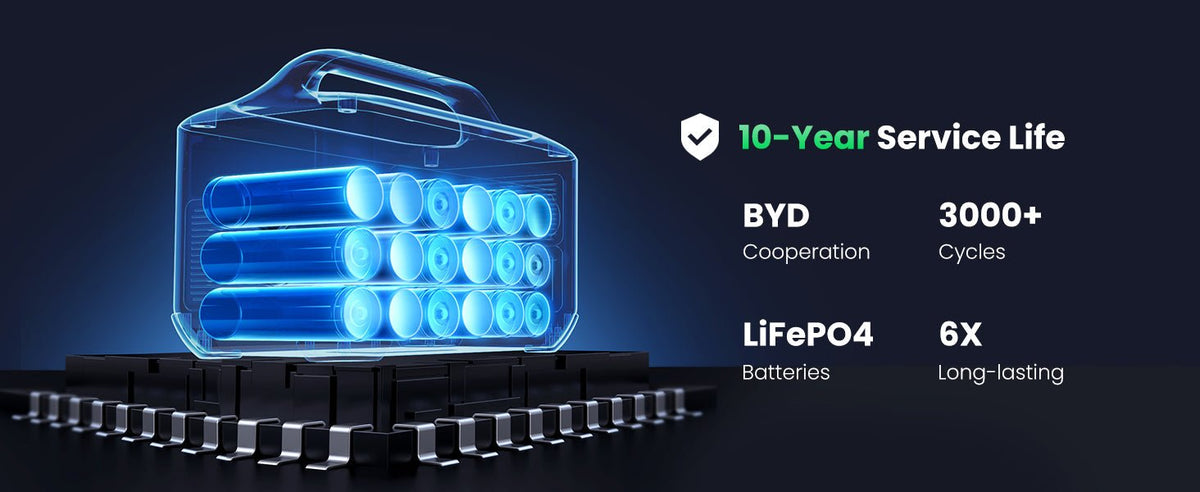 10-Year Service Life
BYD
Cooperation
3000+
Cycles
LiFePO4
Batteries
6X
Long-lasting